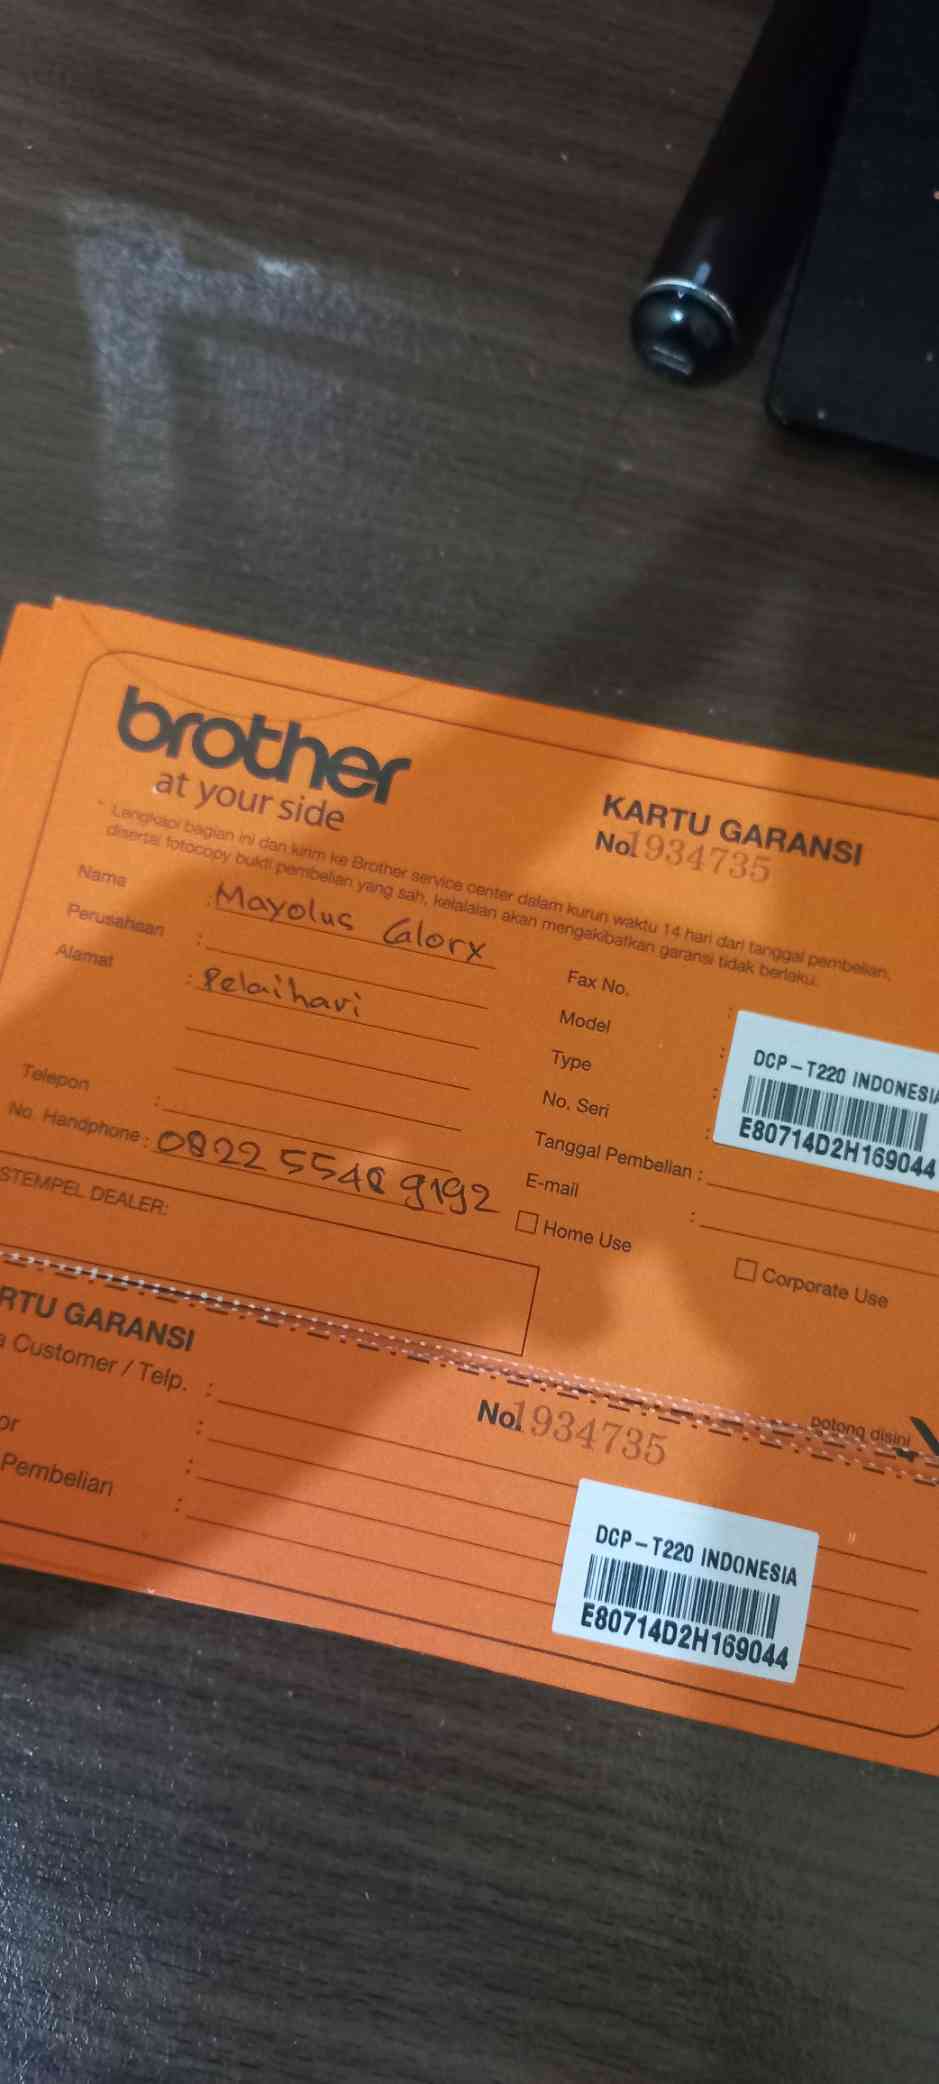 brother
at your side
KARTU GARANSI
No.1934735
* Lengkapi bagian ini dan kirim ke Brother service center dalam kurun waktu 14 hari dari tanggal pembelian,
disertai fotocopy bukti pembelian yang sah, kelalaian akan mengakibatkan garansi tidak berlaku.
Nama : Mayolus Calorx
Perusahaan :
Alamat : Pelaihari
Telepon :
No. Handphone : 0822 5548 9192
Fax No. :
Model :
Type :
No. Seri :
DCP-T220 INDONESIA
E80714D2H169044
Tanggal Pembelian :
E-mail :
Home Use
Corporate Use
STEMPEL DEALER:
potong disini
RTU GARANSI
No.1934735
a Customer / Telp. :
or :
Pembelian :
:
DCP-T220 INDONESIA
E80714D2H169044